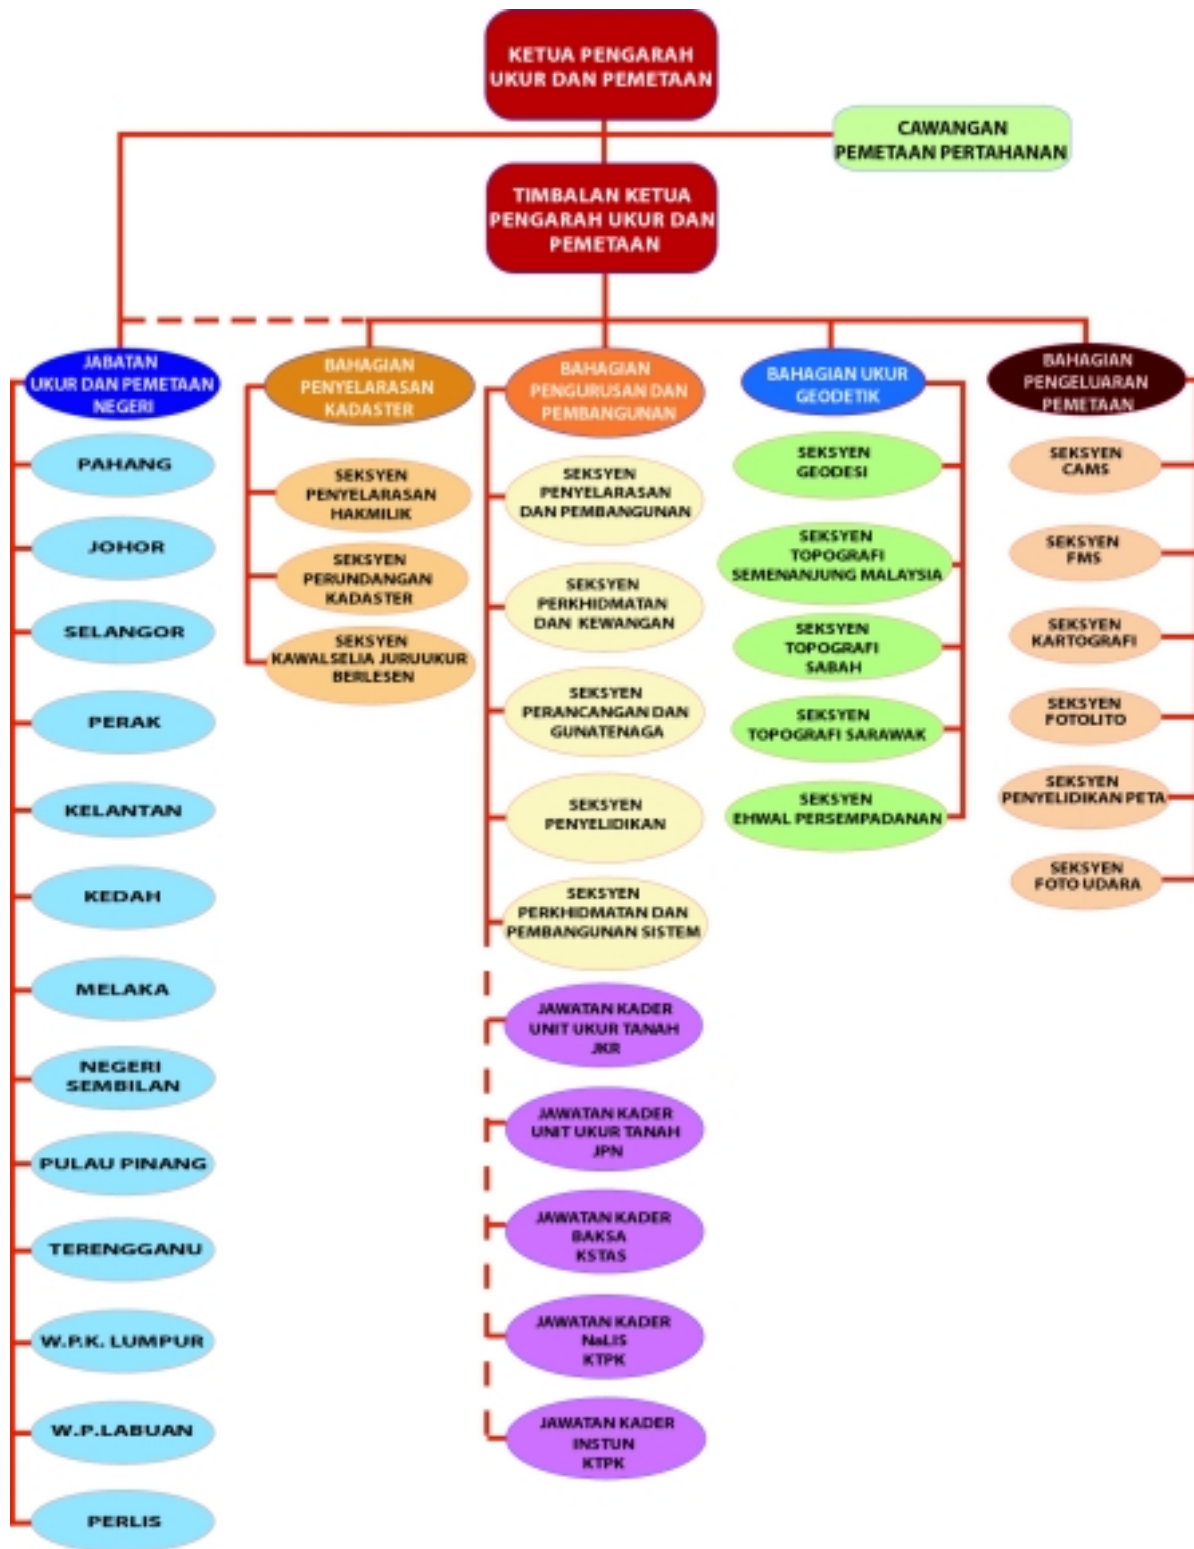 KETUA PENGARAH
UKUR DAN PEMETAAN
CAWANGAN
PEMETAAN PERTAHANAN
TIMBALAN KETUA
PENGARAH UKUR DAN
PEMETAAN
JABATAN
UKUR DAN PEMETAAN
NEGERI
PAHANG
JOHOR
SELANGOR
PERAK
KELANTAN
KEDAH
MELAKA
NEGERI
SEMBILAN
PULAU PINANG
TERENGGANU
W.P.K. LUMPUR
W.P.LABUAN
PERLIS
BAHAGIAN
PENYELARASAN
KADASTER
SEKSYEN
PENYELARASAN
HAKMILIK
SEKSYEN
PERUNDANGAN
KADASTER
SEKSYEN
KAWALSELIA JURUUKUR
BERLESEN
BAHAGIAN
PENGURUSAN DAN
PEMBANGUNAN
SEKSYEN
PENYELARASAN
DAN PEMBANGUNAN
SEKSYEN
PERKHIDMATAN
DAN KEWANGAN
SEKSYEN
PERANCANGAN DAN
GUNATENAGA
SEKSYEN
PENYELIDIKAN
SEKSYEN
PERKHIDMATAN DAN
PEMBANGUNAN SISTEM
JAWATAN KADER
UNIT UKUR TANAH
JKR
JAWATAN KADER
UNIT UKUR TANAH
JPN
JAWATAN KADER
BAKSA
KSTAS
JAWATAN KADER
NaLIS
KTPK
JAWATAN KADER
INSTUN
KTPK
BAHAGIAN UKUR
GEODETIK
SEKSYEN
GEODESI
SEKSYEN
TOPOGRAFI
SEMENANJUNG MALAYSIA
SEKSYEN
TOPOGRAFI
SABAH
SEKSYEN
TOPOGRAFI SARAWAK
SEKSYEN
EHWAL PERSEMPADANAN
BAHAGIAN
PENGELUARAN
PEMETAAN
SEKSYEN
CAMS
SEKSYEN
FMS
SEKSYEN
KARTOGRAFI
SEKSYEN
FOTOLITO
SEKSYEN
PENYELIDIKAN PETA
SEKSYEN
FOTO UDARA